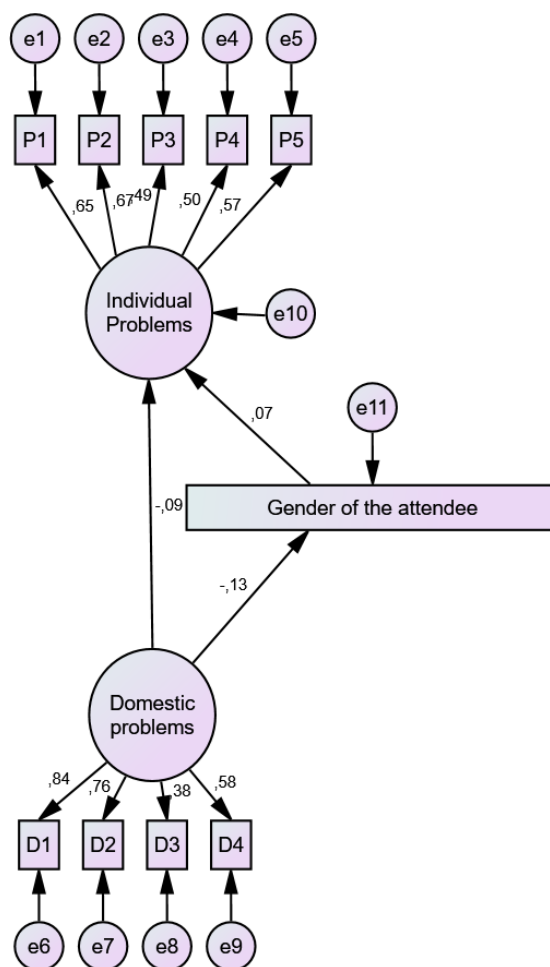 e1
e2
e3
e4
e5
P1
P2
P3
P4
P5
,65
,67
,49
,50
,57
Individual
Problems
e10
e11
,07
Gender of the attendee
-,09
-,13
Domestic
problems
,84
,76
,38
,58
D1
D2
D3
D4
e6
e7
e8
e9